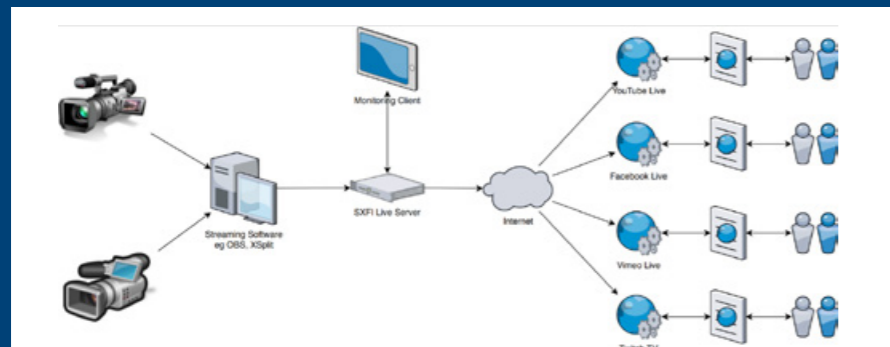 Monitoring Client
YouTube Live
Facebook Live
SXFI Live Server
Internet
Streaming Software
eg OBS, XSplit
Vimeo Live